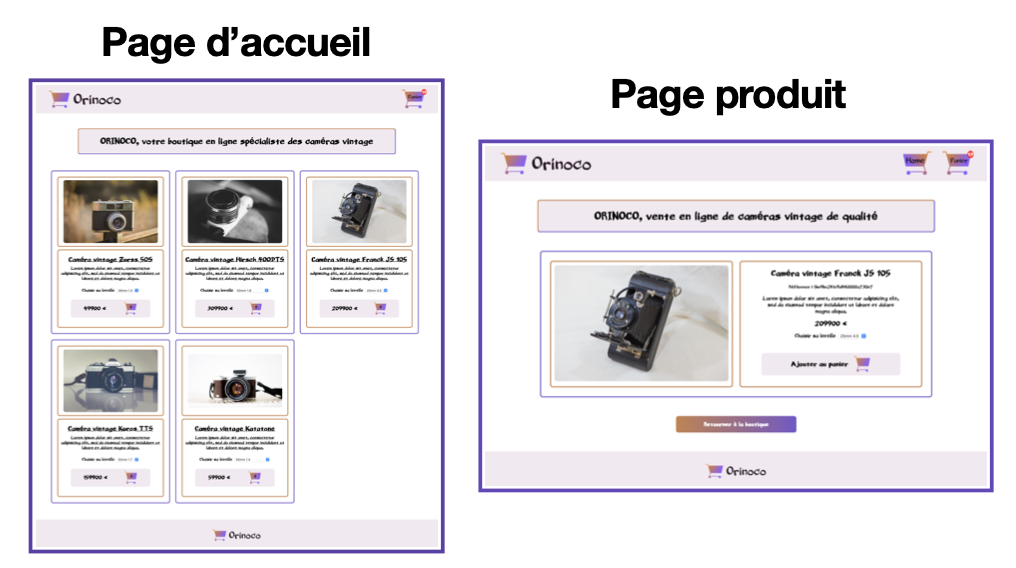 Page d'accueil
Orinoco
Panier
ORINOCO, votre boutique en ligne spécialiste des caméras vintage
Caméra vintage Zurss 50S
Lorem ipsum dolor sit amet, consectetur
adipiscing elit, sed do eiusmod tempor incididunt ut
labore et dolore magna aliqua.
Choisir sa lentille
49900 €
Caméra vintage Hirsch 400DTS
Lorem ipsum dolor sit amet, consectetur
adipiscing elit, sed do eiusmod tempor incididunt ut
labore et dolore magna aliqua.
Choisir sa lentille
309900 €
Caméra vintage Franck JS 105
Lorem ipsum dolor sit amet, consectetur
adipiscing elit, sed do eiusmod tempor incididunt ut
labore et dolore magna aliqua.
Choisir sa lentille
209900 €
Caméra vintage Kuros TTS
Lorem ipsum dolor sit amet, consectetur
adipiscing elit, sed do eiusmod tempor incididunt ut
labore et dolore magna aliqua.
Choisir sa lentille
159900 €
Caméra vintage Katatone
Lorem ipsum dolor sit amet, consectetur
adipiscing elit, sed do eiusmod tempor incididunt ut
labore et dolore magna aliqua.
Choisir sa lentille
59900 €
Orinoco
Page produit
Orinoco
Home
Panier
ORINOCO, vente en ligne de caméras vintage de qualité
Caméra vintage Franck JS 105
Lorem ipsum dolor sit amet, consectetur adipiscing elit,
sed do eiusmod tempor incididunt ut labore et dolore
magna aliqua.
209900 €
Choisir sa lentille
Ajouter au panier
Retourner à la boutique
Orinoco